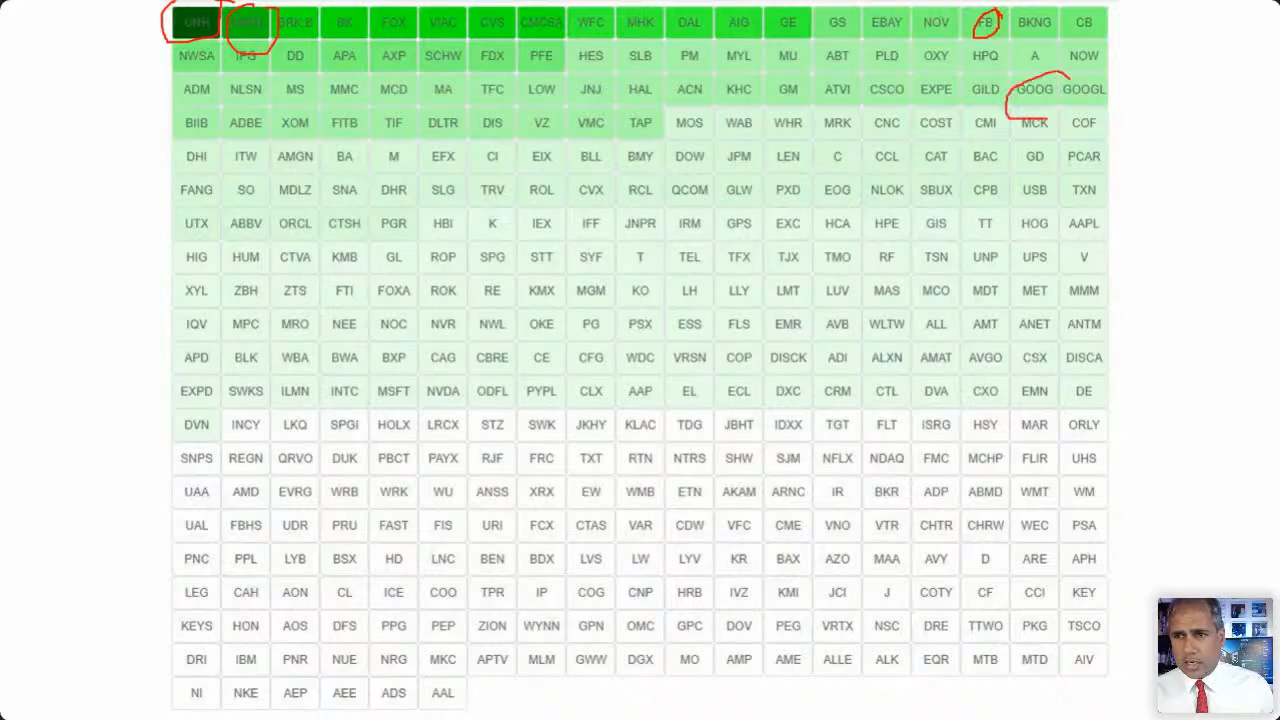 UNH BRK.B BX FOX VIAC CVS CMCSA WFC MHK DAL AIG GE GS EBAY NOV FB BKNG CB
NWSA IPG DD APA AXP SCHW FDX PFE HES SLB PM MYL MU ABT PLD OXY HPQ A NOW
ADM NLSN MS MMC MCD MA TFC LOW JNJ HAL ACN KHC GM ATVI CSCO EXPE GILD GOOG GOOGL
BIIB ADBE XOM FITB TIF DLTR DIS VZ VMC TAP MOS WAB WHR MRK CNC COST CMI MCK COF
DHI ITW AMGN BA M EFX CI EIX BLL BMY DOW JPM LEN C CCL CAT BAC GD PCAR
FANG SO MDLZ SNA DHR SLG TRV ROL CVX RCL QCOM GLW PXD EOG NLOK SBUX CPB USB TXN
UTX ABBV ORCL CTSH PGR HBI K IEX IFF JNPR IRM GPS EXC HCA HPE GIS TT HOG AAPL
HIG HUM CTVA KMB GL ROP SPG STT SYF T TEL TFX TJX TMO RF TSN UNP UPS V
XYL ZBH ZTS FTI FOXA ROK RE KMX MGM KO LH LLY LMT LUV MAS MCO MDT MET MMM
IQV MPC MRO NEE NOC NVR NWL OKE PG PSX ESS FLS EMR AVB WLTW ALL AMT ANET ANTM
APD BLK WBA BWA BXP CAG CBRE CE CFG WDC VRSN COP DISCK ADI ALXN AMAT AVGO CSX DISCA
EXPD SWKS ILMN INTC MSFT NVDA ODFL PYPL CLX AAP EL ECL DXC CRM CTL DVA CXO EMN DE
DVN INCY LKQ SPGI HOLX LRCX STZ SWK JKHY KLAC TDG JBHT IDXX TGT FLT ISRG HSY MAR ORLY
SNPS REGN QRVO DUK PBCT PAYX RJF FRC TXT RTN NTRS SHW SJM NFLX NDAQ FMC MCHP FLIR UHS
UAA AMD EVRG WRB WRK WU ANSS XRX EW WMB ETN AKAM ARNC IR BKR ADP ABMD WMT WM
UAL FBHS UDR PRU FAST FIS URI FCX CTAS VAR CDW VFC CME VNO VTR CHTR CHRW WEC PSA
PNC PPL LYB BSX HD LNC BEN BDX LVS LW LYV KR BAX AZO MAA AVY D ARE APH
LEG CAH AON CL ICE COO TPR IP COG CNP HRB IVZ KMI JCI J COTY CF CCI KEY
KEYS HON AOS DFS PPG PEP ZION WYNN GPN OMC GPC DOV PEG VRTX NSC DRE TTWO PKG TSCO
DRI IBM PNR NUE NRG MKC APTV MLM GWW DGX MO AMP AME ALLE ALK EQR MTB MTD AIV
NI NKE AEP AEE ADS AAL